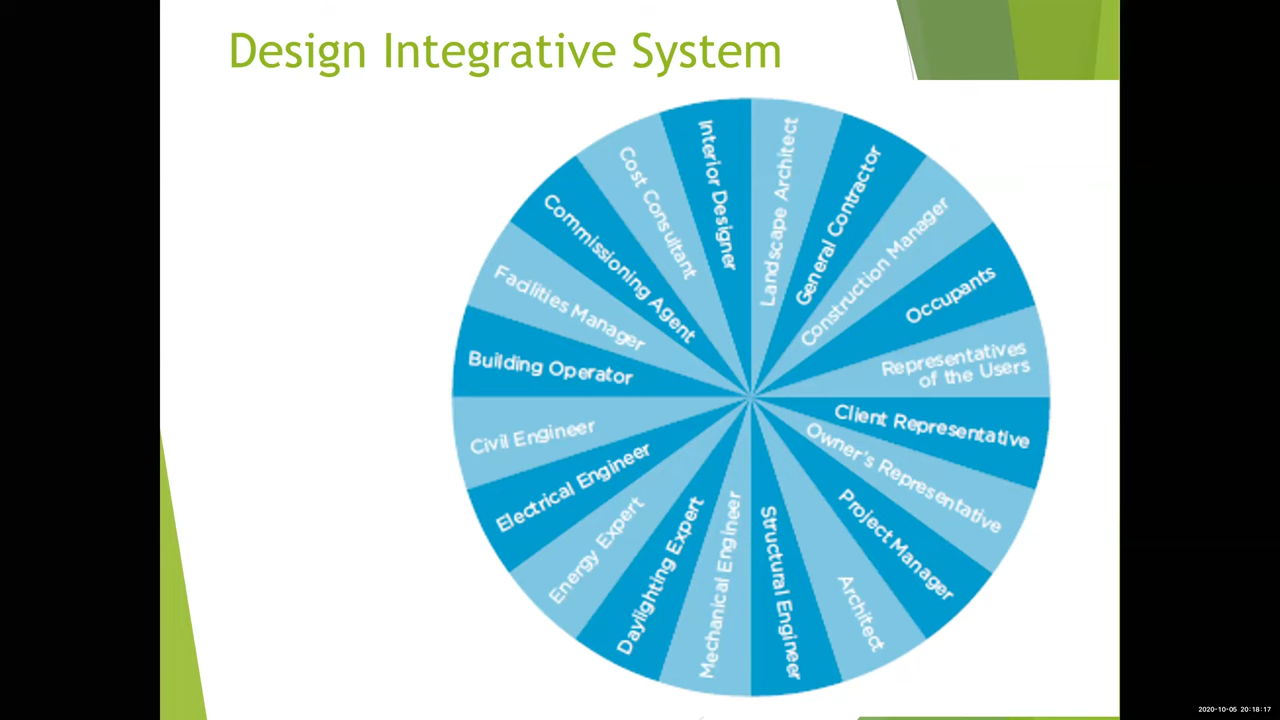 Design Integrative System
Landscape Architect
General Contractor
Construction Manager
Occupants
Representatives
of the Users
Client Representative
Owner's Representative
Project Manager
Architect
Structural Engineer
Mechanical Engineer
Daylighting Expert
Energy Expert
Electrical Engineer
Civil Engineer
Building Operator
Facilities Manager
Commissioning Agent
Cost Consultant
Interior Designer
2020-10-05 20:18:17